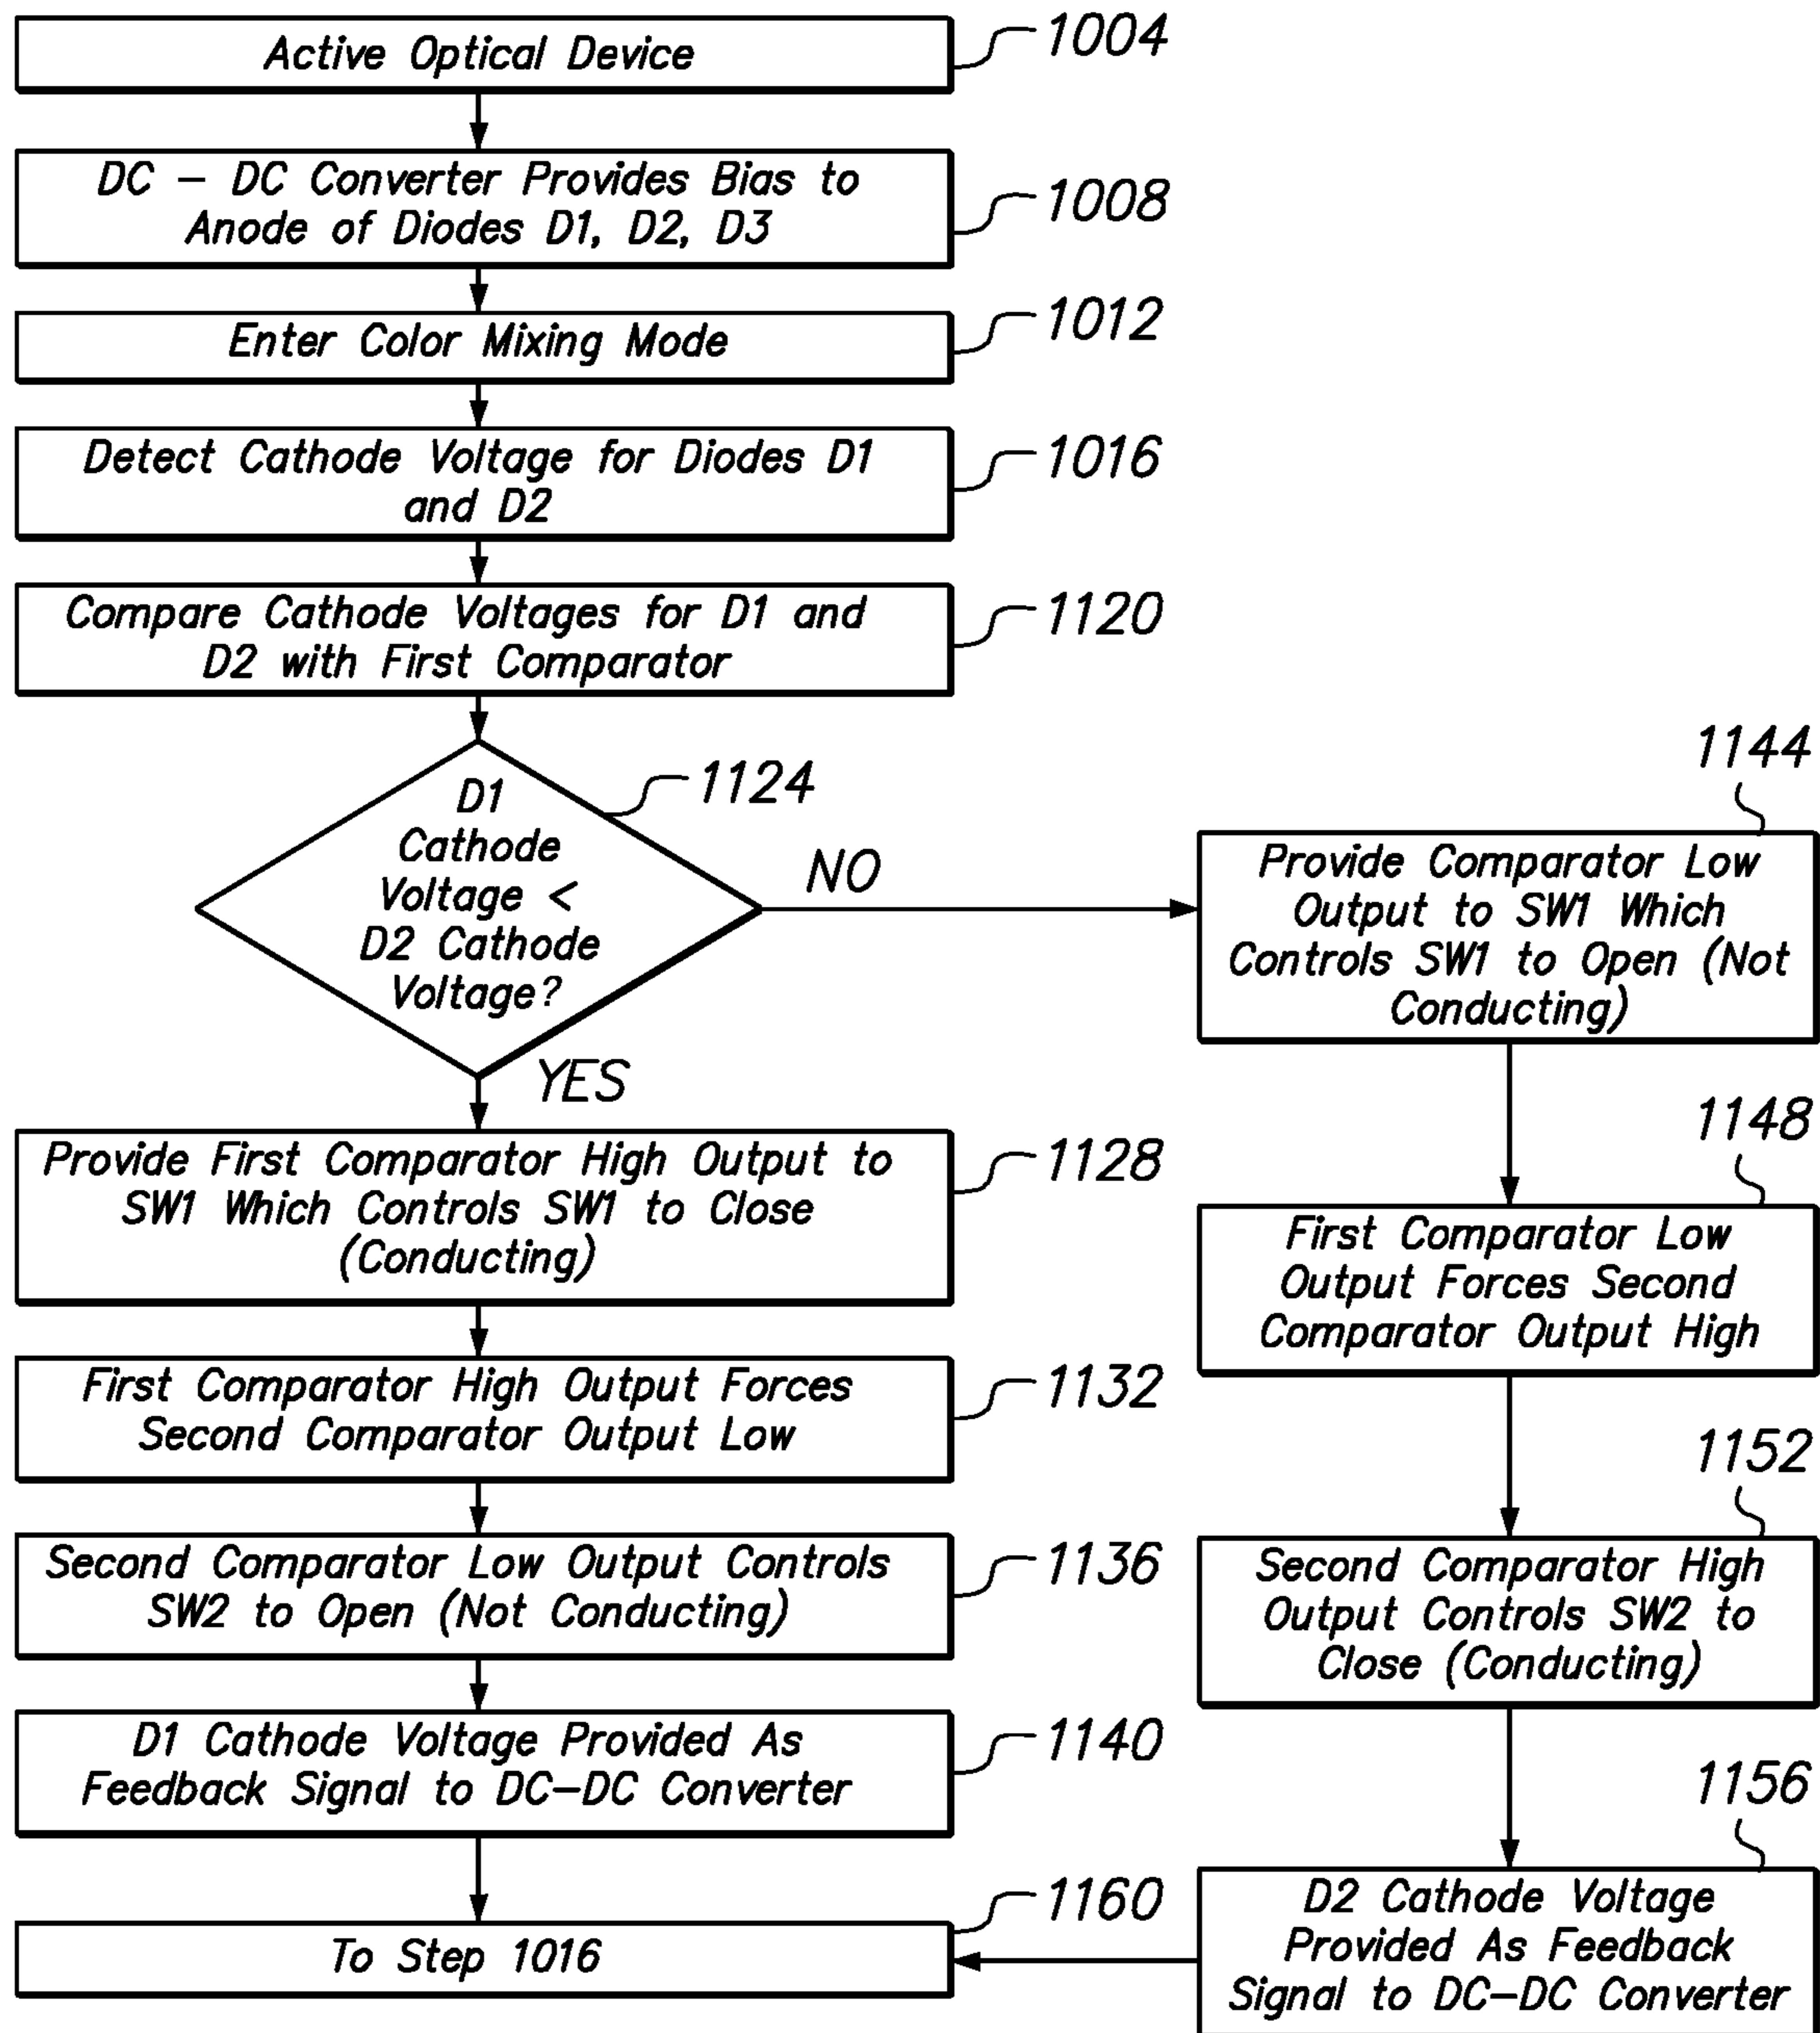 Active Optical Device
1004
DC – DC Converter Provides Bias to
Anode of Diodes D1, D2, D3
1008
Enter Color Mixing Mode
1012
Detect Cathode Voltage for Diodes D1
and D2
1016
Compare Cathode Voltages for D1 and
D2 with First Comparator
1120
D1
Cathode
Voltage <
D2 Cathode
Voltage?
1124
NO
YES
Provide First Comparator High Output to
SW1 Which Controls SW1 to Close
(Conducting)
1128
First Comparator High Output Forces
Second Comparator Output Low
1132
Second Comparator Low Output Controls
SW2 to Open (Not Conducting)
1136
D1 Cathode Voltage Provided As
Feedback Signal to DC–DC Converter
1140
To Step 1016
1160
1144
Provide Comparator Low
Output to SW1 Which
Controls SW1 to Open (Not
Conducting)
1148
First Comparator Low
Output Forces Second
Comparator Output High
1152
Second Comparator High
Output Controls SW2 to
Close (Conducting)
1156
D2 Cathode Voltage
Provided As Feedback
Signal to DC–DC Converter